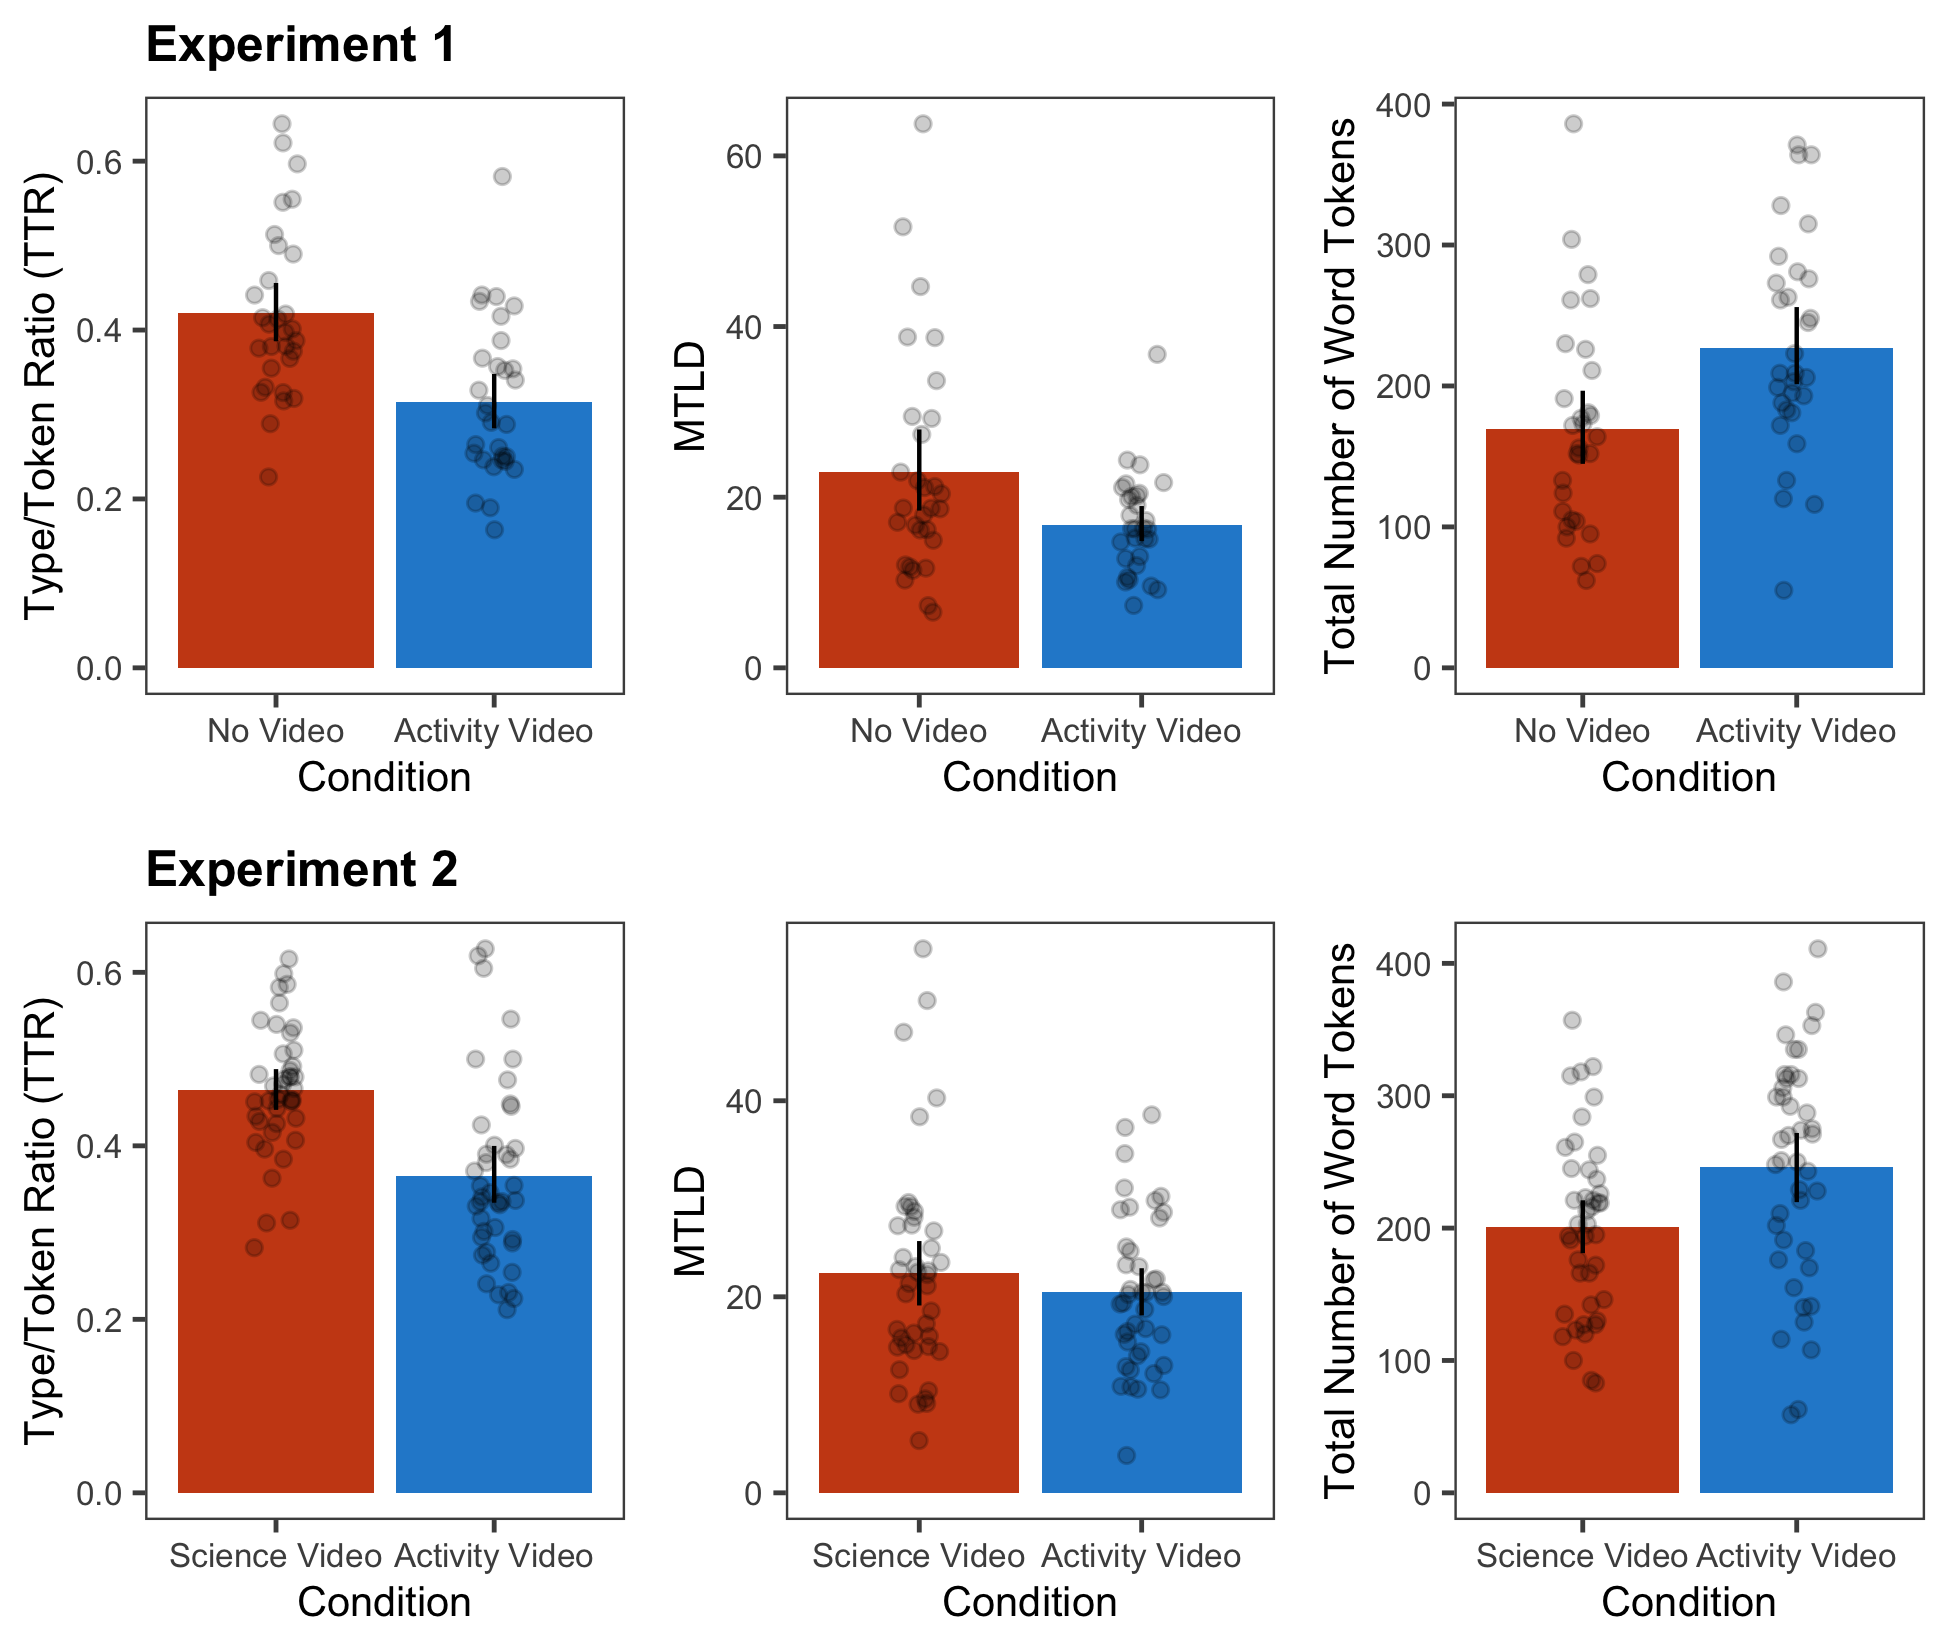 Experiment 1
Type/Token Ratio (TTR)
0.6
0.4
0.2
0.0
No Video Activity Video
Condition
MTLD
60
40
20
0
No Video Activity Video
Condition
Total Number of Word Tokens
400
300
200
100
0
No Video Activity Video
Condition
Experiment 2
Type/Token Ratio (TTR)
0.6
0.4
0.2
0.0
Science Video Activity Video
Condition
MTLD
40
20
0
Science Video Activity Video
Condition
Total Number of Word Tokens
400
300
200
100
0
Science Video Activity Video
Condition